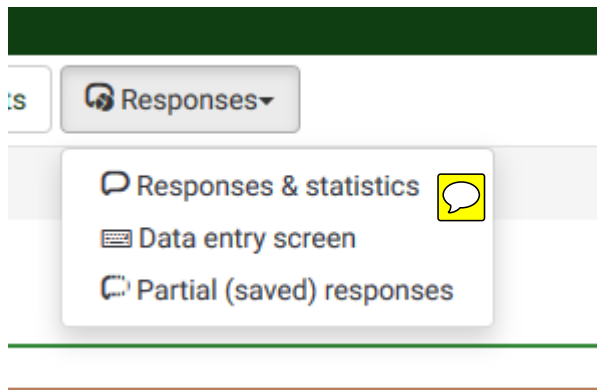 ts
Responses
Responses & statistics
Data entry screen
Partial (saved) responses